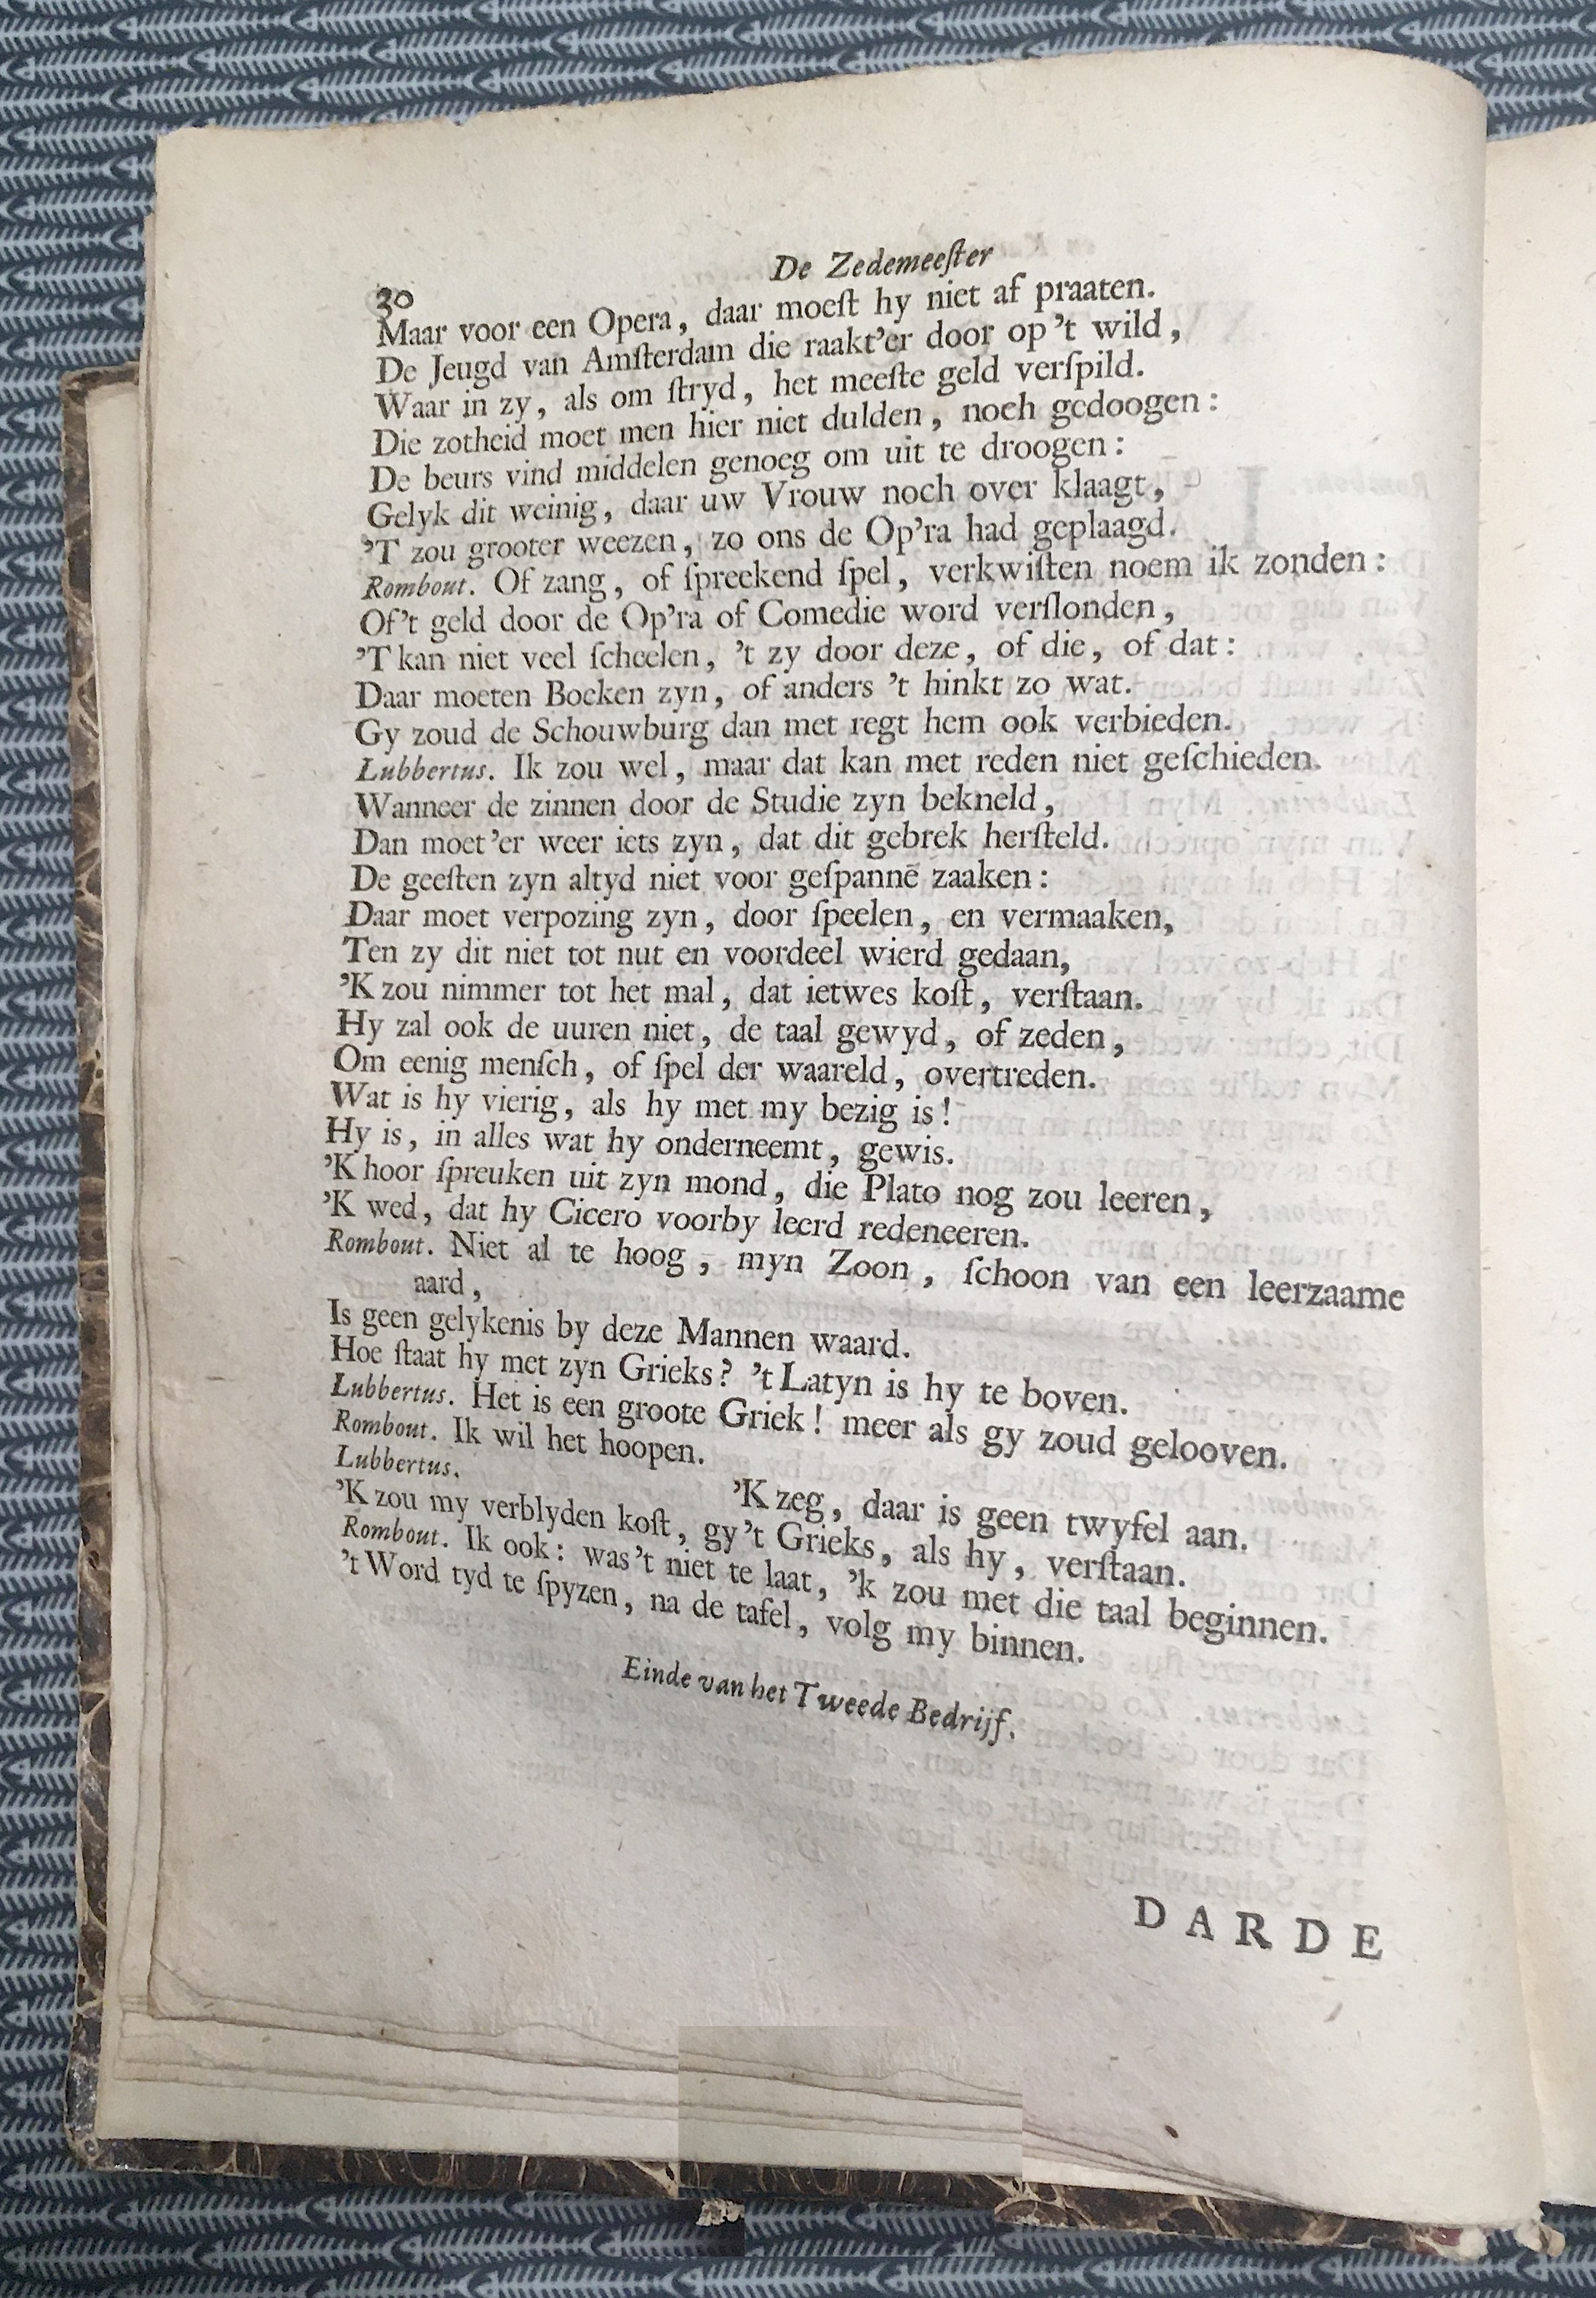 De Zedemeeſter
30
Maar voor een Opera, daar moeſt hy niet af praaten.
De Jeugd van Amſterdam die raakt'er door op 't wild,
Waar in zy, als om ſtryd, het meeſte geld verſpild.
Die zotheid moet men hier niet dulden, noch gedoogen:
De beurs vind middelen genoeg om uit te droogen:
Gelyk dit weinig, daar uw Vrouw noch over klaagt,
'T zou grooter weezen, zo ons de Op'ra had geplaagd.
Rombout. Of zang, of ſpreekend ſpel, verkwiſten noem ik zonden:
Of't geld door de Op'ra of Comedie word verſlonden,
'T kan niet veel ſcheelen, 't zy door deze, of die, of dat:
Daar moeten Boeken zyn, of anders 't hinkt zo wat.
Gy zoud de Schouwburg dan met regt hem ook verbieden.
Lubbertus. Ik zou wel, maar dat kan met reden niet geſchieden.
Wanneer de zinnen door de Studie zyn bekneld,
Dan moet'er weer iets zyn, dat dit gebrek herſteld.
De geeſten zyn altyd niet voor geſpannē zaaken:
Daar moet verpozing zyn, door ſpeelen, en vermaaken,
Ten zy dit niet tot nut en voordeel wierd gedaan,
'K zou nimmer tot het mal, dat ietwes koſt, verſtaan.
Hy zal ook de uuren niet, de taal gewyd, of zeden,
Om eenig menſch, of ſpel der waareld, overtreden.
Wat is hy vierig, als hy met my bezig is!
Hy is, in alles wat hy onderneemt, gewis.
'K hoor ſpreuken uit zyn mond, die Plato nog zou leeren,
'K wed, dat hy Cicero voorby leerd redeneeren.
Rombout. Niet al te hoog, myn Zoon, ſchoon van een leerzaame
aard,
Is geen gelykenis by deze Mannen waard.
Hoe ſtaat hy met zyn Grieks? 't Latyn is hy te boven.
Lubbertus. Het is een groote Griek! meer als gy zoud gelooven.
Rombout. Ik wil het hoopen.
Lubbertus. 'K zeg, daar is geen twyfel aan.
'K zou my verblyden koſt, gy 't Grieks, als hy, verſtaan.
Rombout. Ik ook: was't niet te laat, 'k zou met die taal beginnen.
't Word tyd te ſpyzen, na de tafel, volg my binnen.
Einde van het Tweede Bedrijf.
DARDE